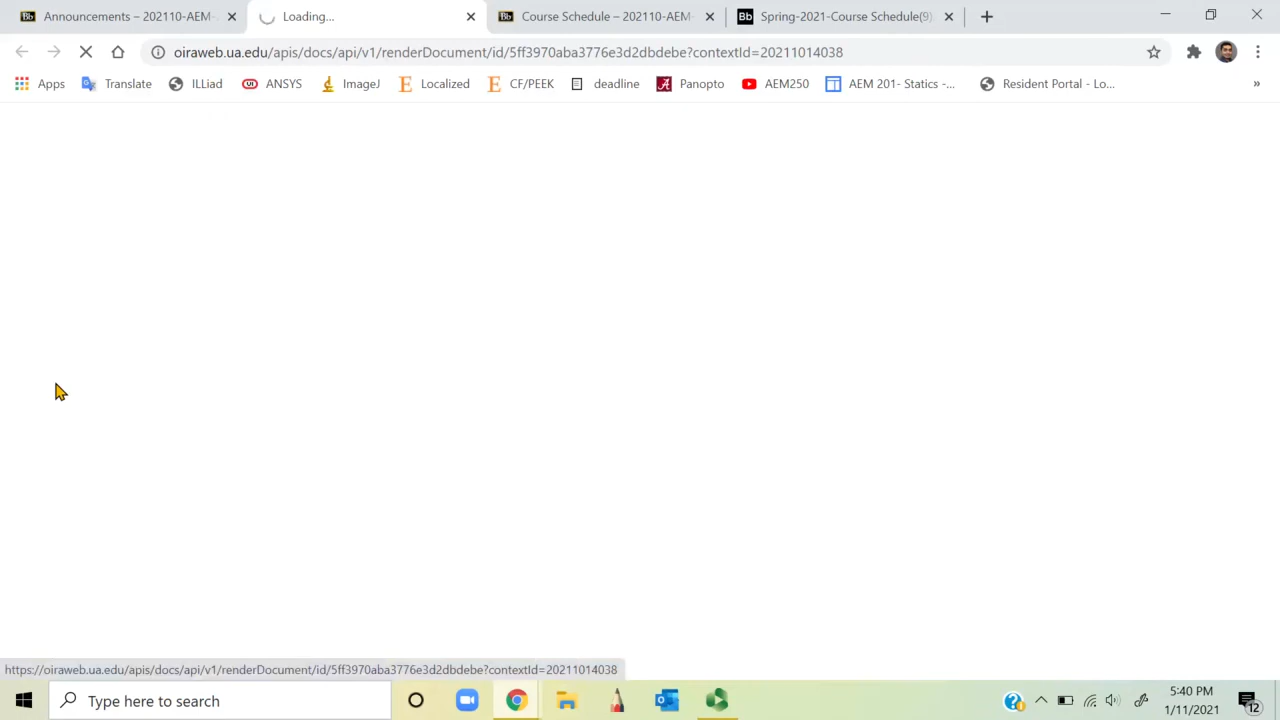 Announcements – 202110-AEM-
Loading...
Course Schedule – 202110-AEM-
Spring-2021-Course Schedule(9)
oiraweb.ua.edu/apis/docs/api/v1/renderDocument/id/5ff3970aba3776e3d2dbdebe?contextId=20211014038
Apps Translate ILLiad ANSYS ImageJ Localized CF/PEEK deadline Panopto AEM250 AEM 201- Statics -... Resident Portal - Lo... »
https://oiraweb.ua.edu/apis/docs/api/v1/renderDocument/id/5ff3970aba3776e3d2dbdebe?contextId=20211014038
Type here to search
5:40 PM
1/11/2021
12